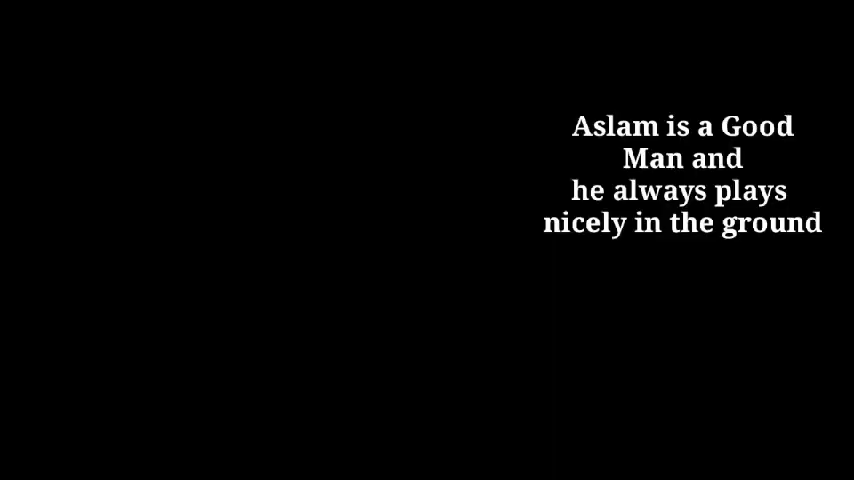 Aslam is a Good
Man and
he always plays
nicely in the ground